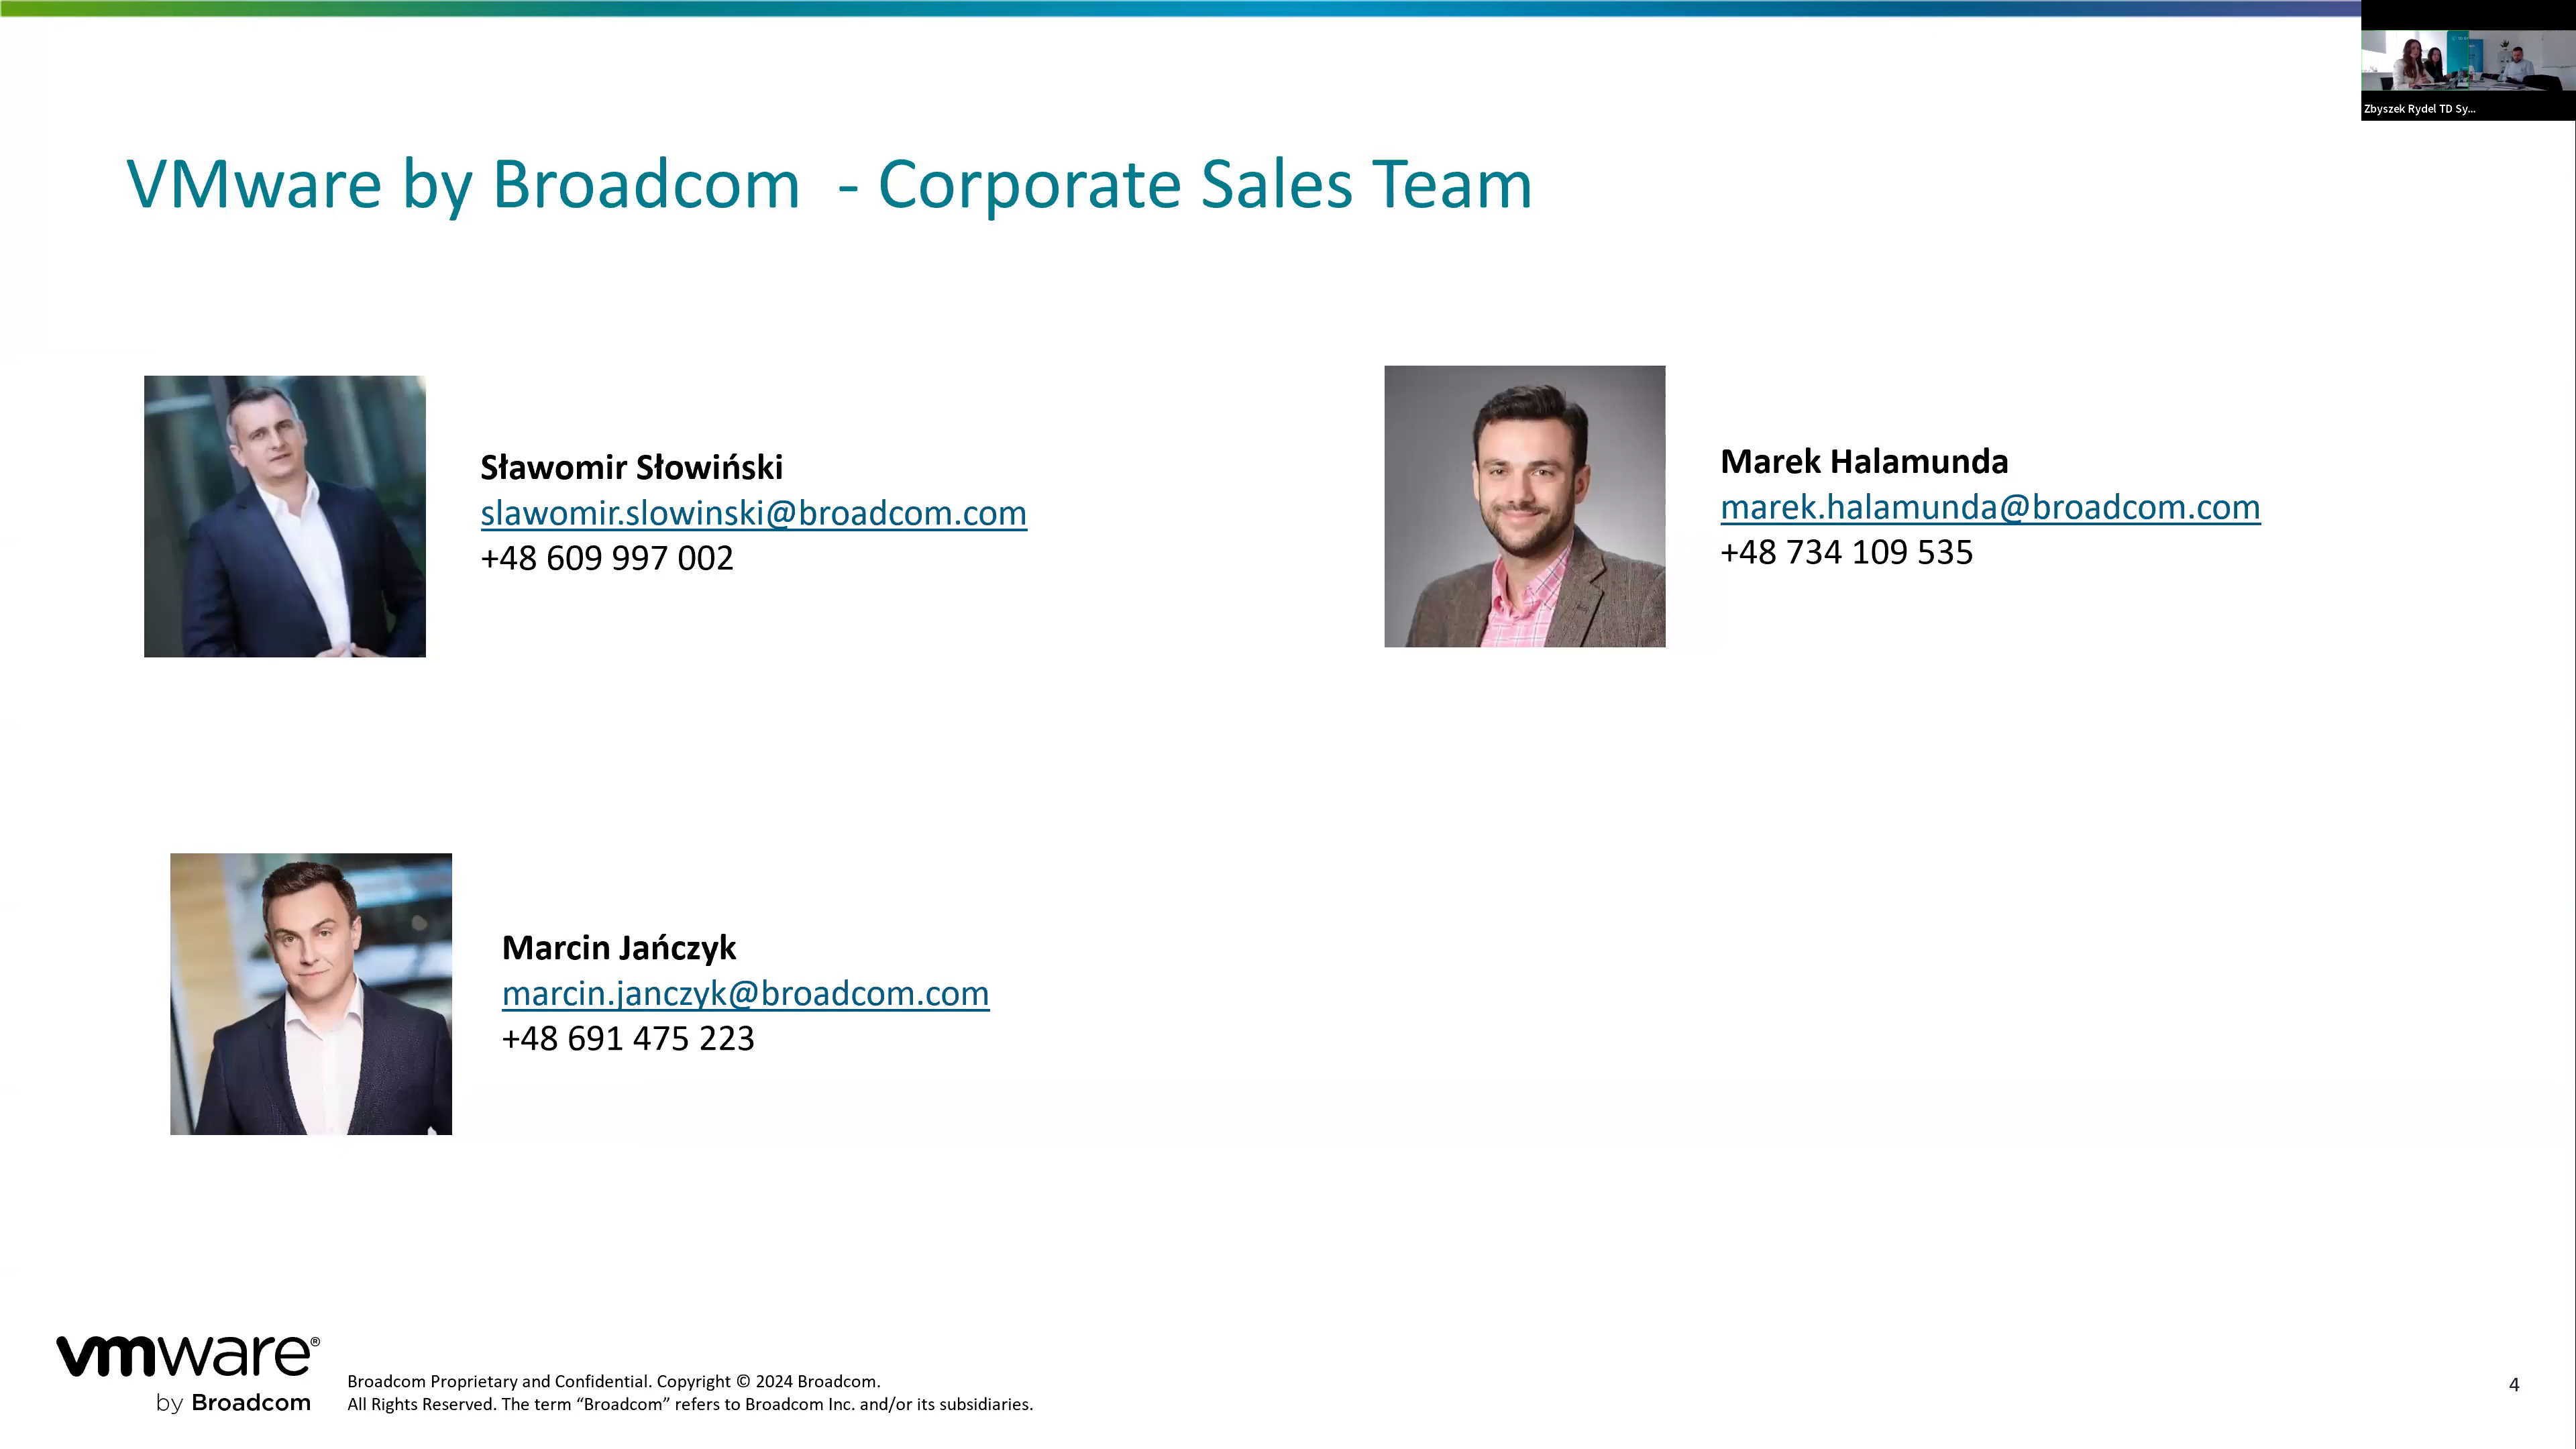 Zbyszek Rydel TD Sy...
VMware by Broadcom - Corporate Sales Team
Sławomir Słowiński
slawomir.slowinski@broadcom.com
+48 609 997 002
Marek Halamunda
marek.halamunda@broadcom.com
+48 734 109 535
Marcin Jańczyk
marcin.janczyk@broadcom.com
+48 691 475 223
vmware®
by Broadcom
Broadcom Proprietary and Confidential. Copyright © 2024 Broadcom.
All Rights Reserved. The term “Broadcom” refers to Broadcom Inc. and/or its subsidiaries.
4